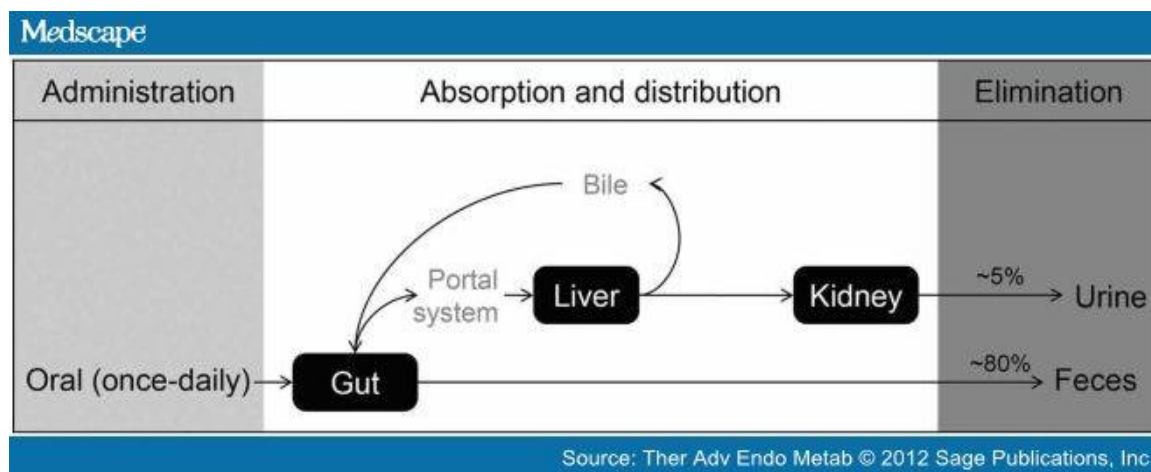 Medscape
Administration
Absorption and distribution
Elimination
Bile
Portal
system
Liver
Kidney
~5%
Urine
Oral (once-daily)
Gut
~80%
Feces
Source: Ther Adv Endo Metab © 2012 Sage Publications, Inc